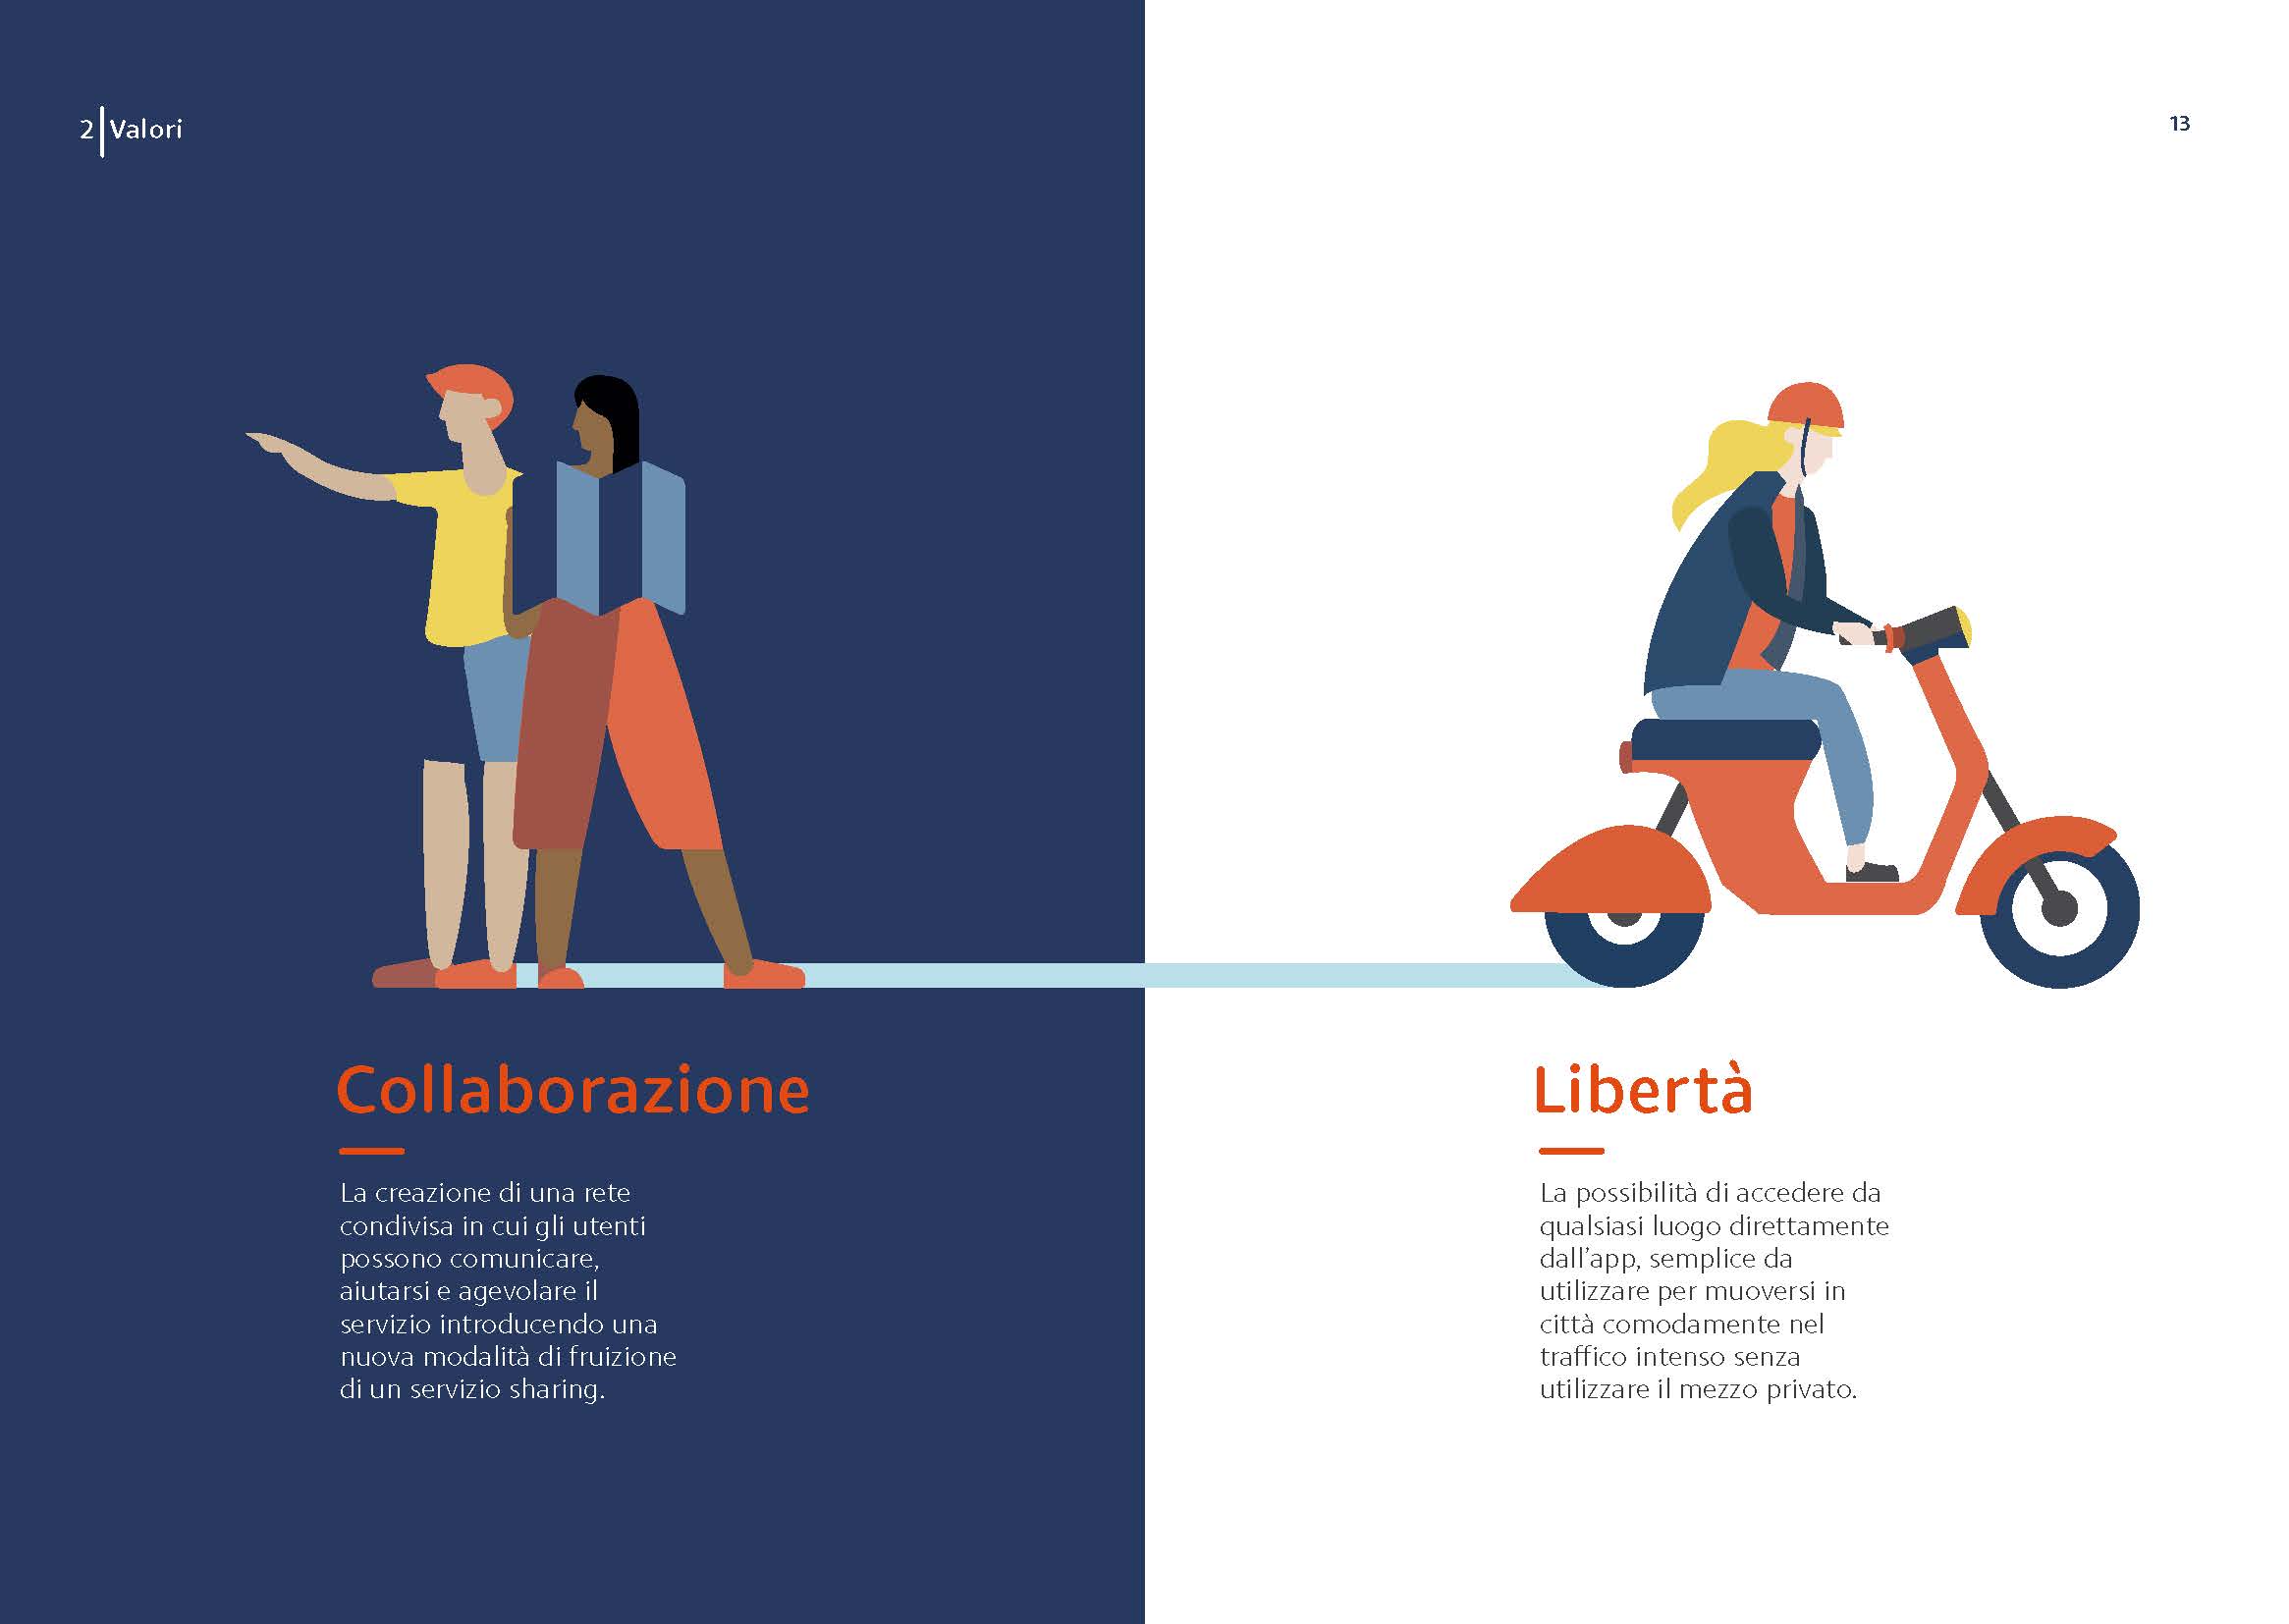 2 Valori
13
Collaborazione
La creazione di una rete
condivisa in cui gli utenti
possono comunicare,
aiutarsi e agevolare il
servizio introducendo una
nuova modalità di fruizione
di un servizio sharing.
Libertà
La possibilità di accedere da
qualsiasi luogo direttamente
dall’app, semplice da
utilizzare per muoversi in
città comodamente nel
traffico intenso senza
utilizzare il mezzo privato.